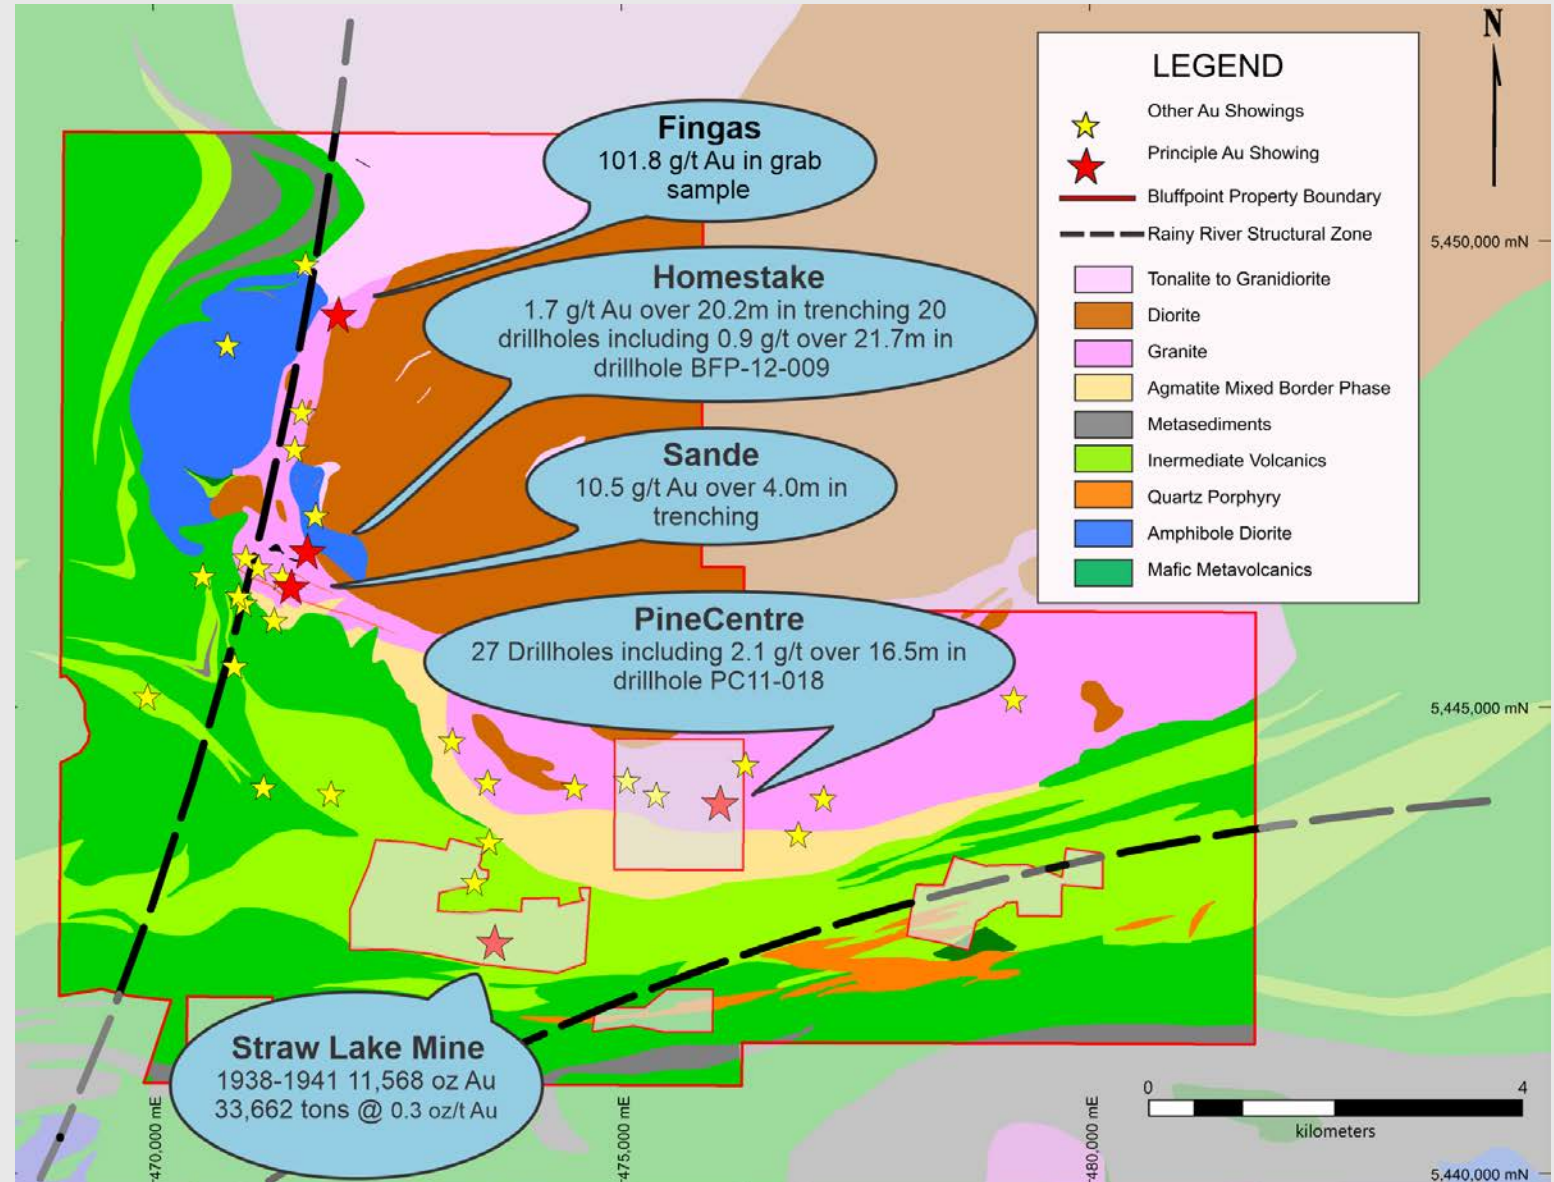 N
LEGEND
Other Au Showings
Principle Au Showing
Bluffpoint Property Boundary
Rainy River Structural Zone
Tonalite to Granidiorite
Diorite
Granite
Agmatite Mixed Border Phase
Metasediments
Inermediate Volcanics
Quartz Porphyry
Amphibole Diorite
Mafic Metavolcanics
Fingas
101.8 g/t Au in grab
sample
Homestake
1.7 g/t Au over 20.2m in trenching 20
drillholes including 0.9 g/t over 21.7m in
drillhole BFP-12-009
Sande
10.5 g/t Au over 4.0m in
trenching
PineCentre
27 Drillholes including 2.1 g/t over 16.5m in
drillhole PC11-018
Straw Lake Mine
1938-1941 11,568 oz Au
33,662 tons @ 0.3 oz/t Au
5,450,000 mN
5,445,000 mN
5,440,000 mN
470,000 mE
475,000 mE
480,000 mE
0 4
kilometers